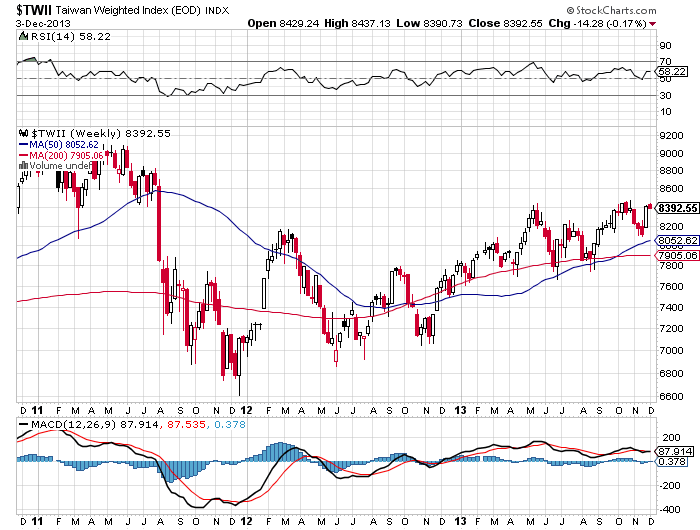 $TWII Taiwan Weighted Index (EOD) INDX © StockCharts.com
3-Dec-2013 Open 8429.24 High 8437.13 Low 8390.73 Close 8392.55 Chg -14.28 (-0.17%)
RSI(14) 58.22
90
70
58.22
50
30
10
$TWII (Weekly) 8392.55
MA(50) 8052.62
MA(200) 7905.06
Volume undef
9200
9000
8800
8600
8392.55
8200
8052.62
7905.06
7800
7600
7400
7200
7000
6800
6600
D 11 F M A M J J A S O N D 12 F M A M J J A S O N D 13 F M A M J J A S O N D
MACD(12,26,9) 87.914, 87.535, 0.378
200
87.914
0.378
-200
-400
D 11 F M A M J J A S O N D 12 F M A M J J A S O N D 13 F M A M J J A S O N D